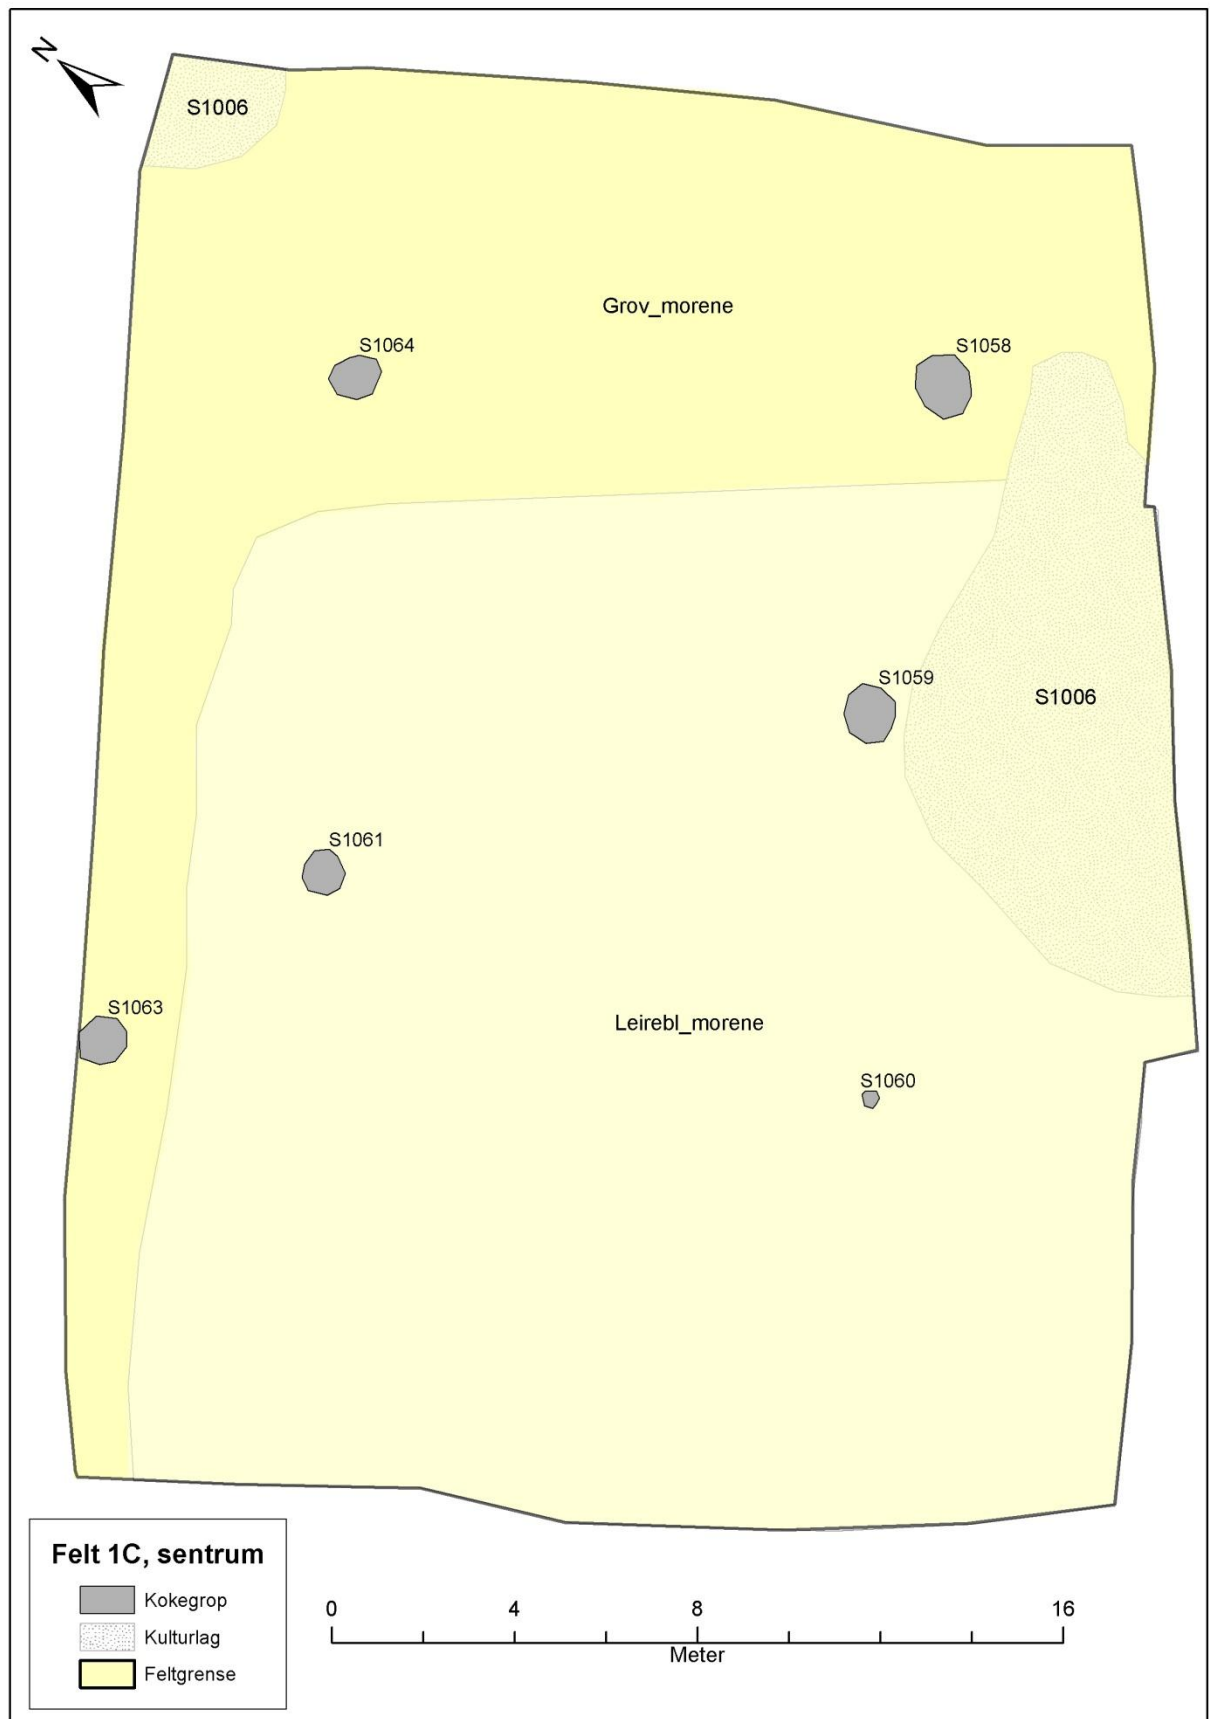 N
S1006
Grov_morene
S1064
S1058
S1059
S1006
S1061
S1063
Leirebl_morene
S1060
Felt 1C, sentrum
Kokegrop
Kulturlag
Feltgrense
0 4 8 16
Meter